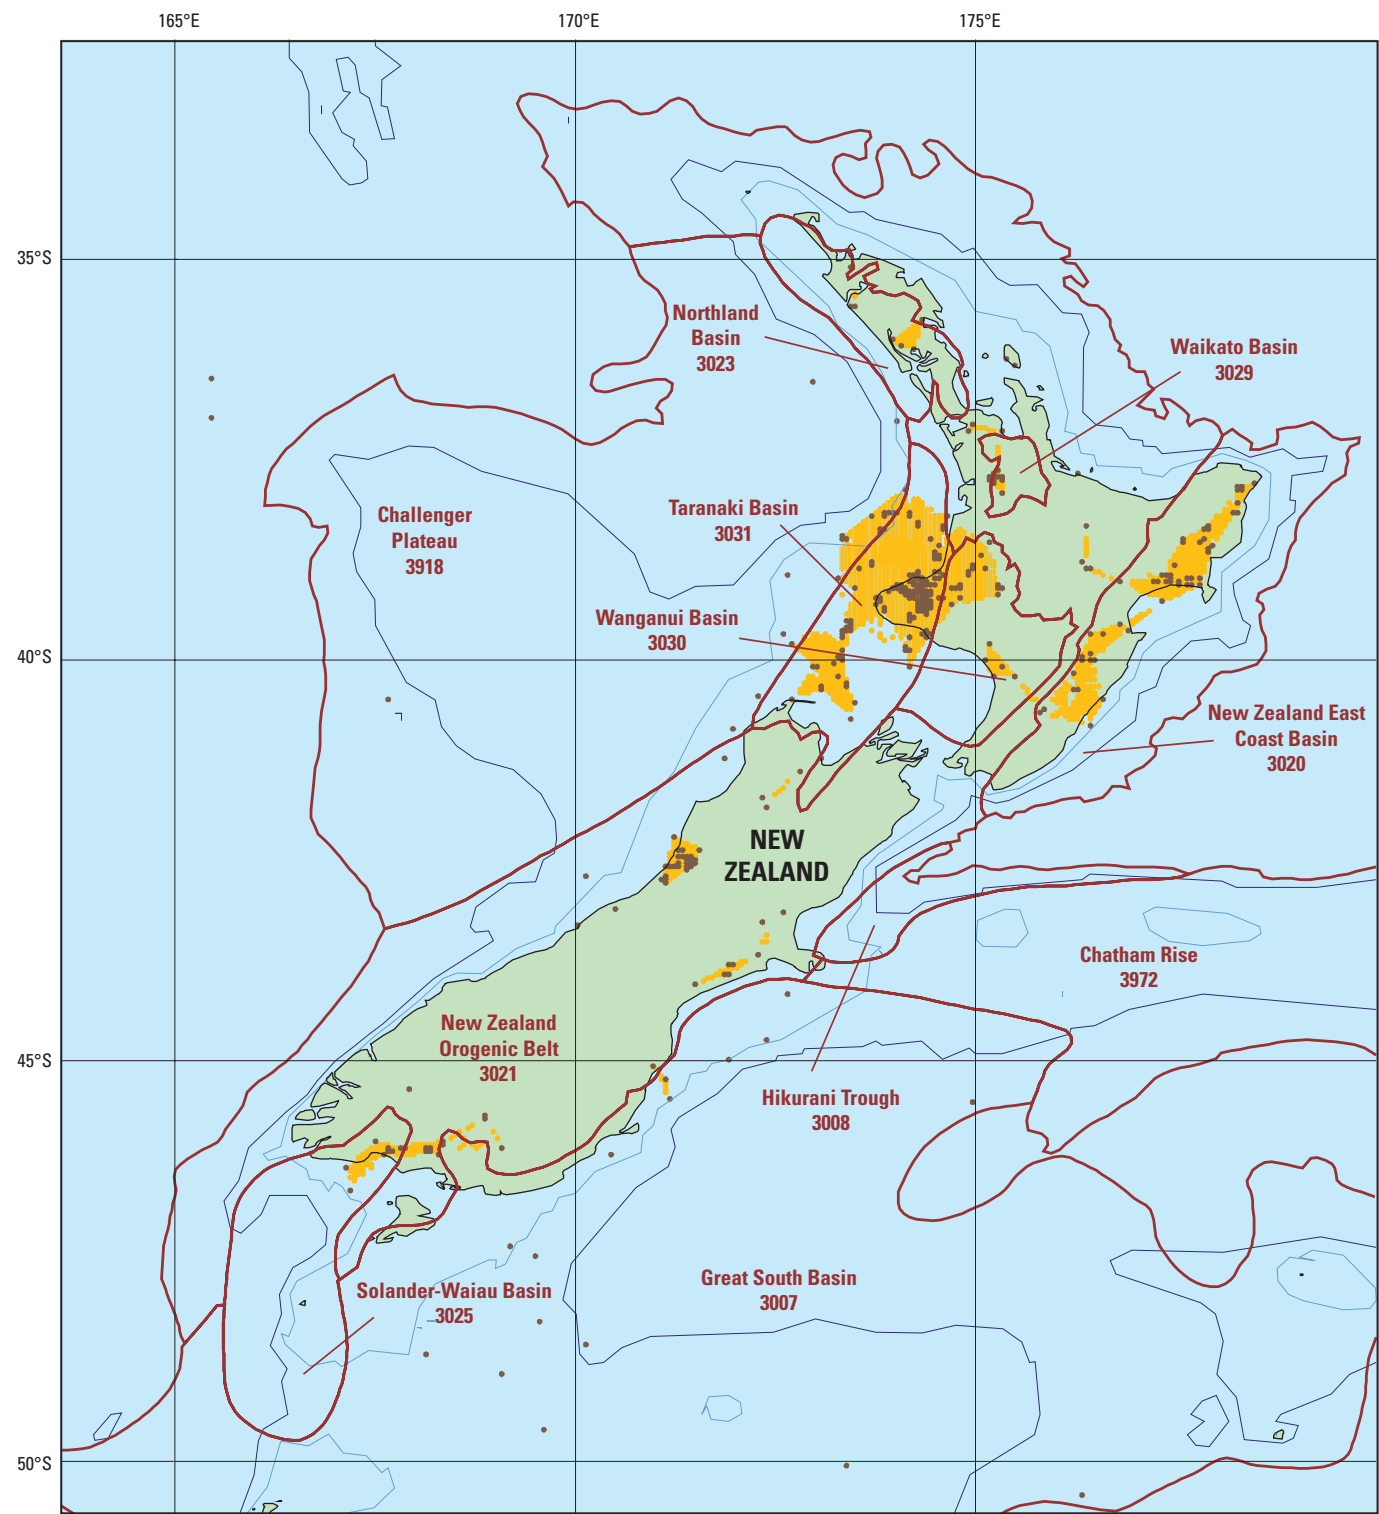 165°E
170°E
175°E
35°S
40°S
45°S
50°S
Northland
Basin
3023
Waikato Basin
3029
Taranaki Basin
3031
Challenger
Plateau
3918
Wanganui Basin
3030
New Zealand East
Coast Basin
3020
NEW
ZEALAND
Chatham Rise
3972
New Zealand
Orogenic Belt
3021
Hikurani Trough
3008
Great South Basin
3007
Solander-Waiau Basin
3025